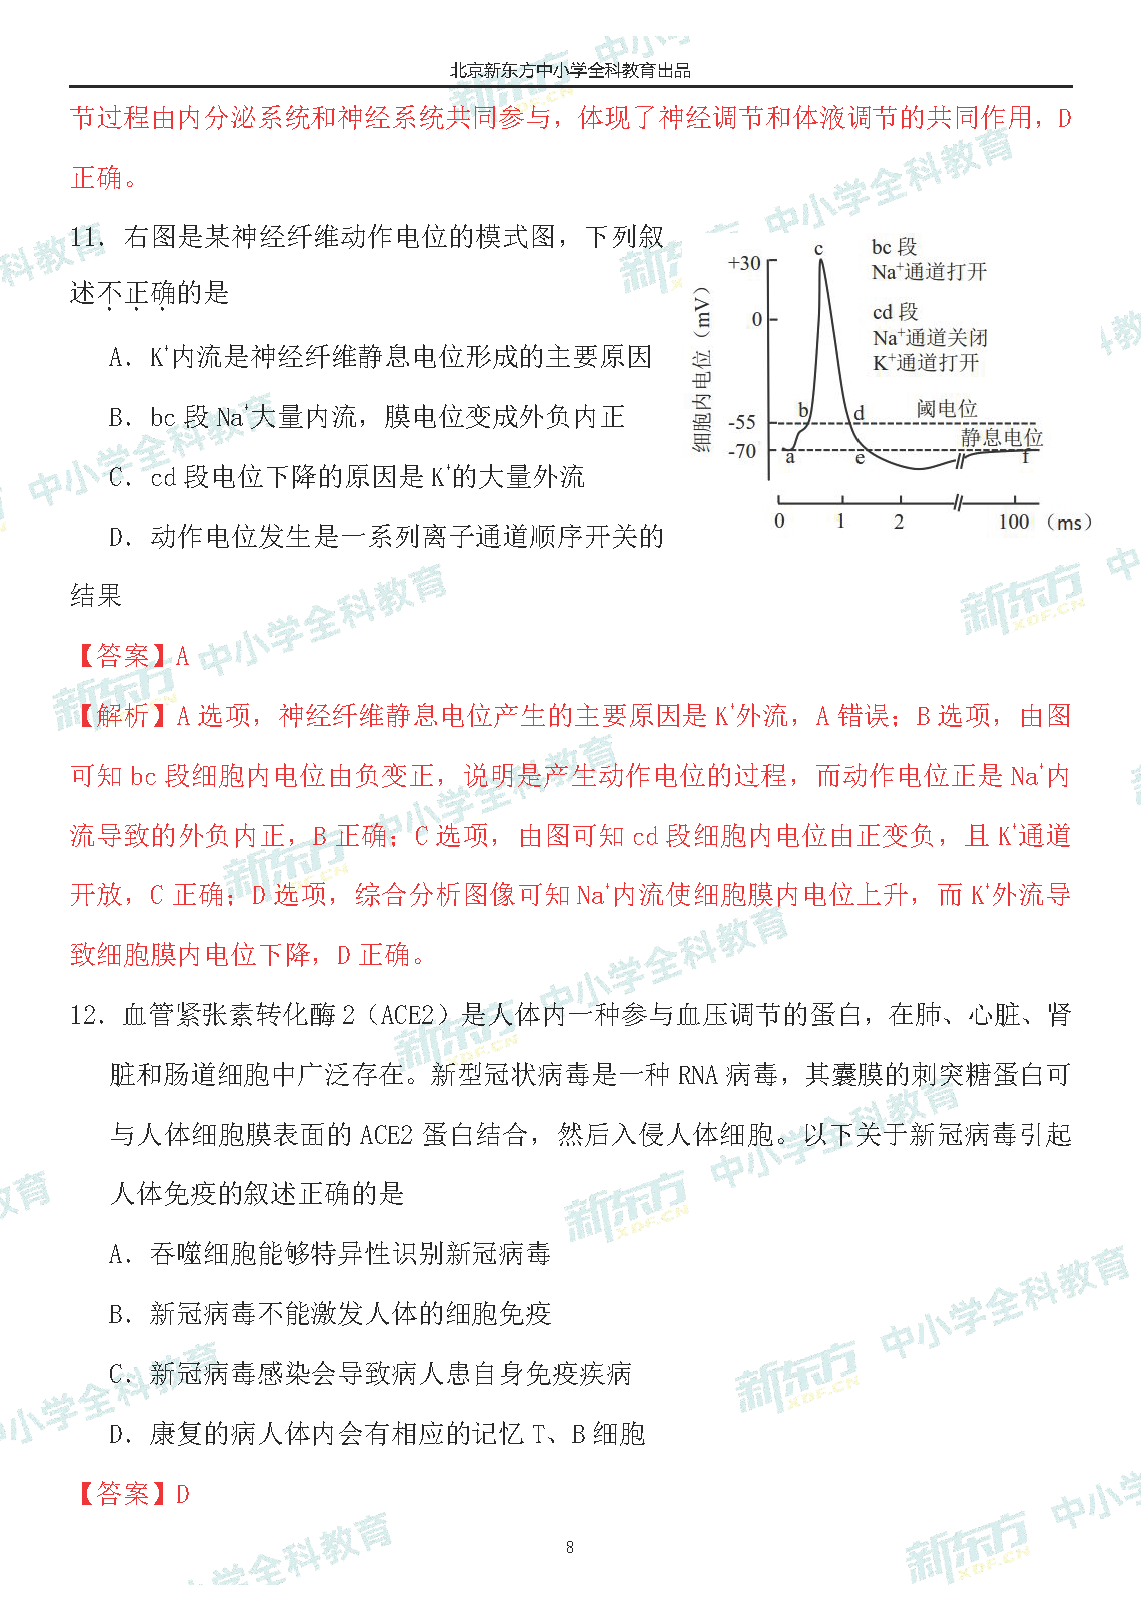 北京新东方中小学全科教育出品
节过程由内分泌系统和神经系统共同参与，体现了神经调节和体液调节的共同作用，D
正确。
11．右图是某神经纤维动作电位的模式图，下列叙
述不正确的是
A．K⁺内流是神经纤维静息电位形成的主要原因
B．bc 段 Na⁺大量内流，膜电位变成外负内正
C．cd 段电位下降的原因是 K⁺的大量外流
D．动作电位发生是一系列离子通道顺序开关的
结果
细胞内电位（mV）
+30
0
-55
-70
a
b
c
d
e
f
bc 段
Na⁺通道打开
cd 段
Na⁺通道关闭
K⁺通道打开
阈电位
静息电位
0 1 2 100（ms）
【答案】A
【解析】A 选项，神经纤维静息电位产生的主要原因是 K⁺外流，A 错误；B 选项，由图
可知 bc 段细胞内电位由负变正，说明是产生动作电位的过程，而动作电位正是 Na⁺内
流导致的外负内正，B 正确；C 选项，由图可知 cd 段细胞内电位由正变负，且 K⁺通道
开放，C 正确；D 选项，综合分析图像可知 Na⁺内流使细胞膜内电位上升，而 K⁺外流导
致细胞膜内电位下降，D 正确。
12．血管紧张素转化酶 2（ACE2）是人体内一种参与血压调节的蛋白，在肺、心脏、肾
脏和肠道细胞中广泛存在。新型冠状病毒是一种 RNA 病毒，其囊膜的刺突糖蛋白可
与人体细胞膜表面的 ACE2 蛋白结合，然后入侵人体细胞。以下关于新冠病毒引起
人体免疫的叙述正确的是
A．吞噬细胞能够特异性识别新冠病毒
B．新冠病毒不能激发人体的细胞免疫
C．新冠病毒感染会导致病人患自身免疫疾病
D．康复的病人体内会有相应的记忆 T、B 细胞
【答案】D
8